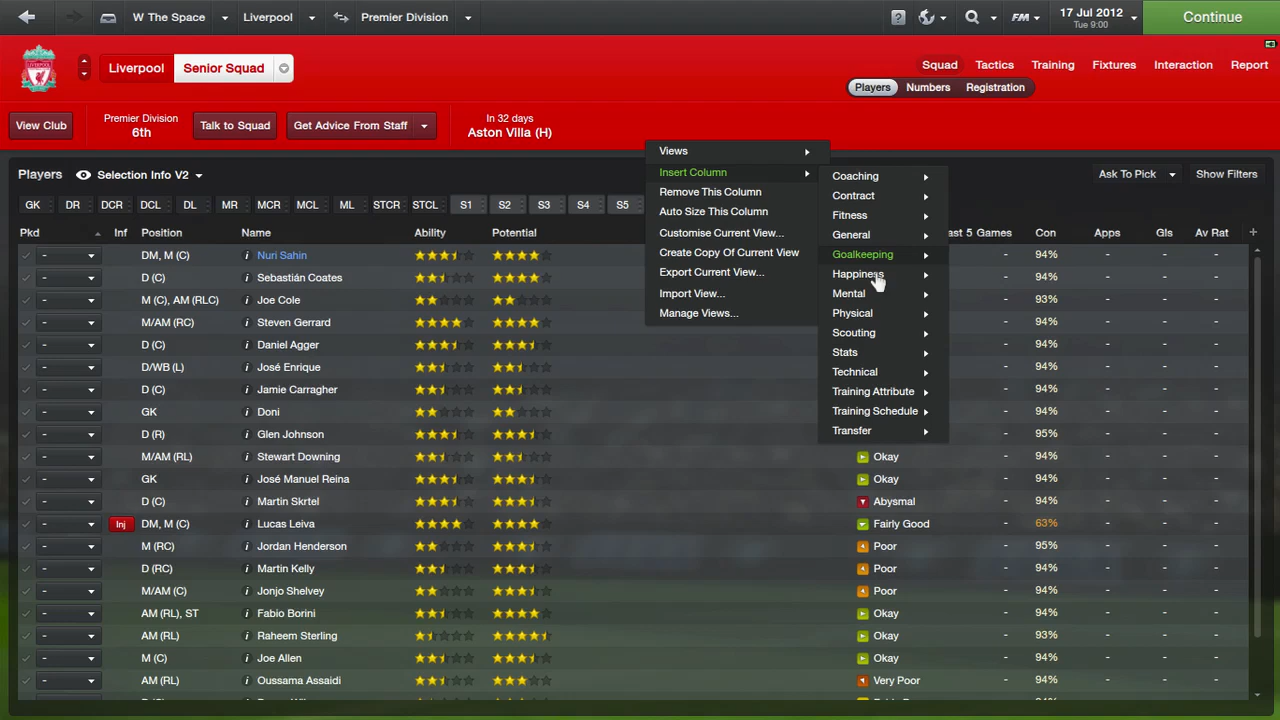 W The Space Liverpool Premier Division ? FM 17 Jul 2012 Tue 9:00 Continue
Liverpool Senior Squad Squad Tactics Training Fixtures Interaction Report
Players Numbers Registration
View Club Premier Division 6th Talk to Squad Get Advice From Staff In 32 days Aston Villa (H)
Views
Insert Column
Remove This Column
Auto Size This Column
Customise Current View...
Create Copy Of Current View
Export Current View...
Import View...
Manage Views...
Coaching
Contract
Fitness
General
Goalkeeping
Happiness
Mental
Physical
Scouting
Stats
Technical
Training Attribute
Training Schedule
Transfer
Players Selection Info V2 Ask To Pick Show Filters
GK DR DCR DCL DL MR MCR MCL ML STCR STCL S1 S2 S3 S4 S5
Pkd Inf Position Name Ability Potential ast 5 Games Con Apps Gls Av Rat +
- DM, M (C) i Nuri Sahin - 94% - - -
- D (C) i Sebastián Coates - 94% - - -
- M (C), AM (RLC) i Joe Cole - 93% - - -
- M/AM (RC) i Steven Gerrard - 94% - - -
- D (C) i Daniel Agger - 94% - - -
- D/WB (L) i José Enrique - 94% - - -
- D (C) i Jamie Carragher - 94% - - -
- GK i Doni - 94% - - -
- D (R) i Glen Johnson - 95% - - -
- M/AM (RL) i Stewart Downing Okay - 94% - - -
- GK i José Manuel Reina Okay - 94% - - -
- D (C) i Martin Skrtel Abysmal - 94% - - -
- Inj DM, M (C) i Lucas Leiva Fairly Good - 63% - - -
- M (RC) i Jordan Henderson Poor - 95% - - -
- D (RC) i Martin Kelly Poor - 94% - - -
- M/AM (C) i Jonjo Shelvey Poor - 94% - - -
- AM (RL), ST i Fabio Borini Okay - 94% - - -
- AM (RL) i Raheem Sterling Okay - 93% - - -
- M (C) i Joe Allen Okay - 94% - - -
- AM (RL) i Oussama Assaidi Very Poor - 94% - - -